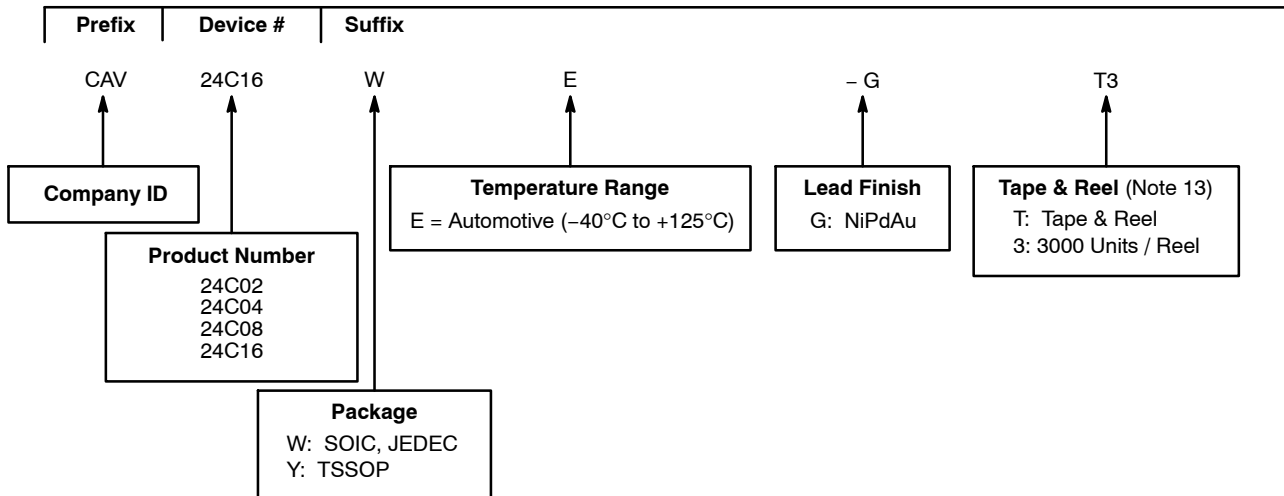 Prefix Device # Suffix
CAV 24C16 W E – G T3
Company ID
Temperature Range
E = Automotive (−40°C to +125°C)
Lead Finish
G: NiPdAu
Tape & Reel (Note 13)
T: Tape & Reel
3: 3000 Units / Reel
Product Number
24C02
24C04
24C08
24C16
Package
W: SOIC, JEDEC
Y: TSSOP